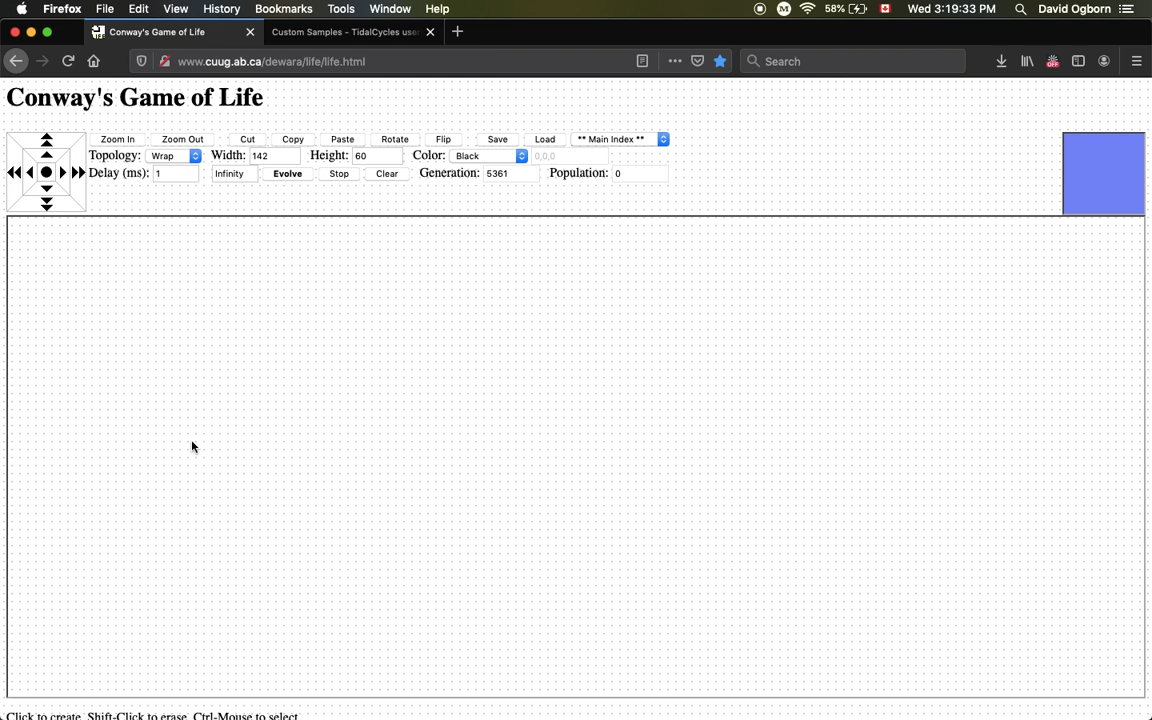 Firefox File Edit View History Bookmarks Tools Window Help 58% Wed 3:19:33 PM David Ogborn
Conway's Game of Life Custom Samples - TidalCycles use
www.cuug.ab.ca/dewara/life/life.html Search
Conway's Game of Life
Zoom In Zoom Out Cut Copy Paste Rotate Flip Save Load ** Main Index **
Topology: Wrap Width: 142 Height: 60 Color: Black 0,0,0
Delay (ms): 1 Infinity Evolve Stop Clear Generation: 5361 Population: 0
Click to create, Shift-Click to erase, Ctrl-Mouse to select